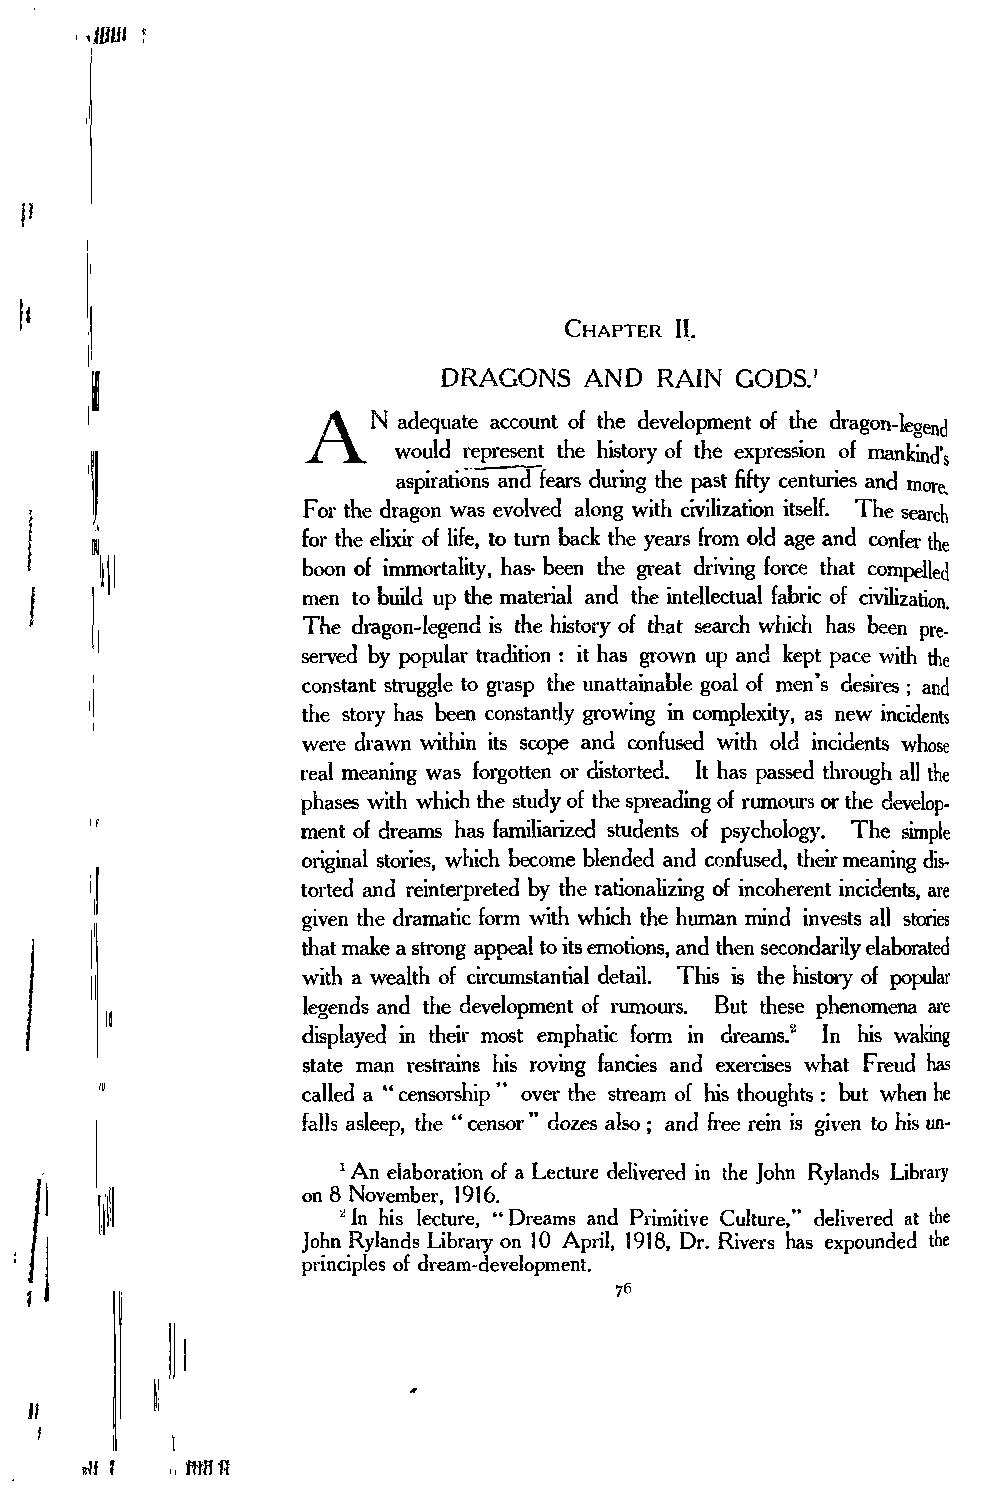 CHAPTER II.
DRAGONS AND RAIN GODS.¹
AN adequate account of the development of the dragon-legend
would represent the history of the expression of mankind's
aspirations and fears during the past fifty centuries and more.
For the dragon was evolved along with civilization itself. The search
for the elixir of life, to turn back the years from old age and confer the
boon of immortality, has been the great driving force that compelled
men to build up the material and the intellectual fabric of civilization.
The dragon-legend is the history of that search which has been pre-
served by popular tradition : it has grown up and kept pace with the
constant struggle to grasp the unattainable goal of men's desires ; and
the story has been constantly growing in complexity, as new incidents
were drawn within its scope and confused with old incidents whose
real meaning was forgotten or distorted. It has passed through all the
phases with which the study of the spreading of rumours or the develop-
ment of dreams has familiarized students of psychology. The simple
original stories, which become blended and confused, their meaning dis-
torted and reinterpreted by the rationalizing of incoherent incidents, are
given the dramatic form with which the human mind invests all stories
that make a strong appeal to its emotions, and then secondarily elaborated
with a wealth of circumstantial detail. This is the history of popular
legends and the development of rumours. But these phenomena are
displayed in their most emphatic form in dreams.² In his waking
state man restrains his roving fancies and exercises what Freud has
called a "censorship" over the stream of his thoughts : but when he
falls asleep, the "censor" dozes also ; and free rein is given to his un-
¹ An elaboration of a Lecture delivered in the John Rylands Library
on 8 November, 1916.
² In his lecture, "Dreams and Primitive Culture," delivered at the
John Rylands Library on 10 April, 1918, Dr. Rivers has expounded the
principles of dream-development.
76